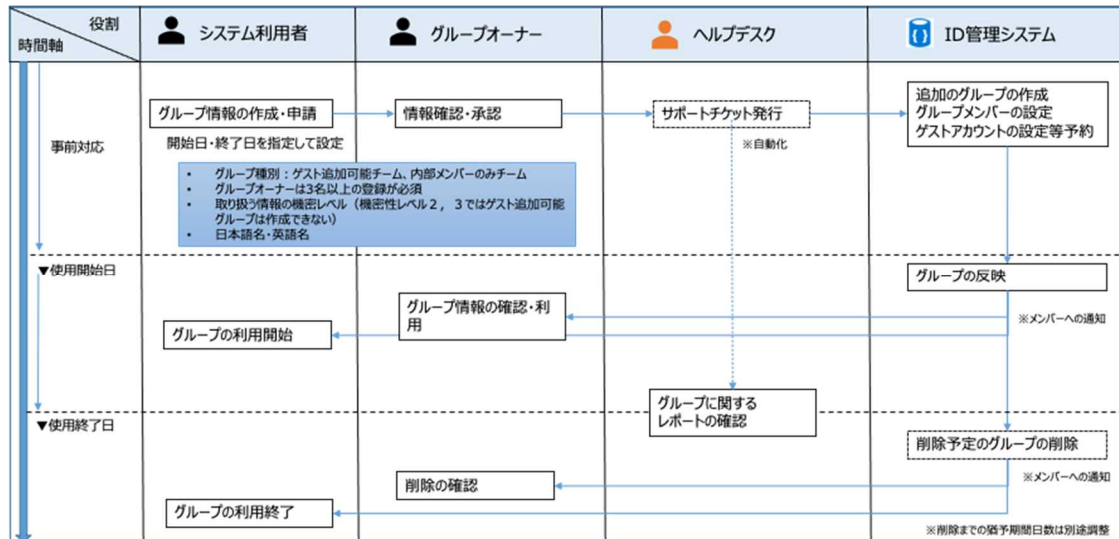 役割
時間軸
システム利用者
グループオーナー
ヘルプデスク
ID管理システム
事前対応
グループ情報の作成・申請
情報確認・承認
サポートチケット発行
追加のグループの作成
グループメンバーの設定
ゲストアカウントの設定等予約
開始日・終了日を指定して設定
※自動化
• グループ種別：ゲスト追加可能チーム、内部メンバーのみチーム
• グループオーナーは3名以上の登録が必須
• 取り扱う情報の機密レベル（機密性レベル２，３ではゲスト追加可能
グループは作成できない）
• 日本語名・英語名
▼使用開始日
グループの反映
グループ情報の確認・利
用
※メンバーへの通知
グループの利用開始
グループに関する
レポートの確認
▼使用終了日
削除予定のグループの削除
※メンバーへの通知
削除の確認
グループの利用終了
※削除までの猶予期間日数は別途調整